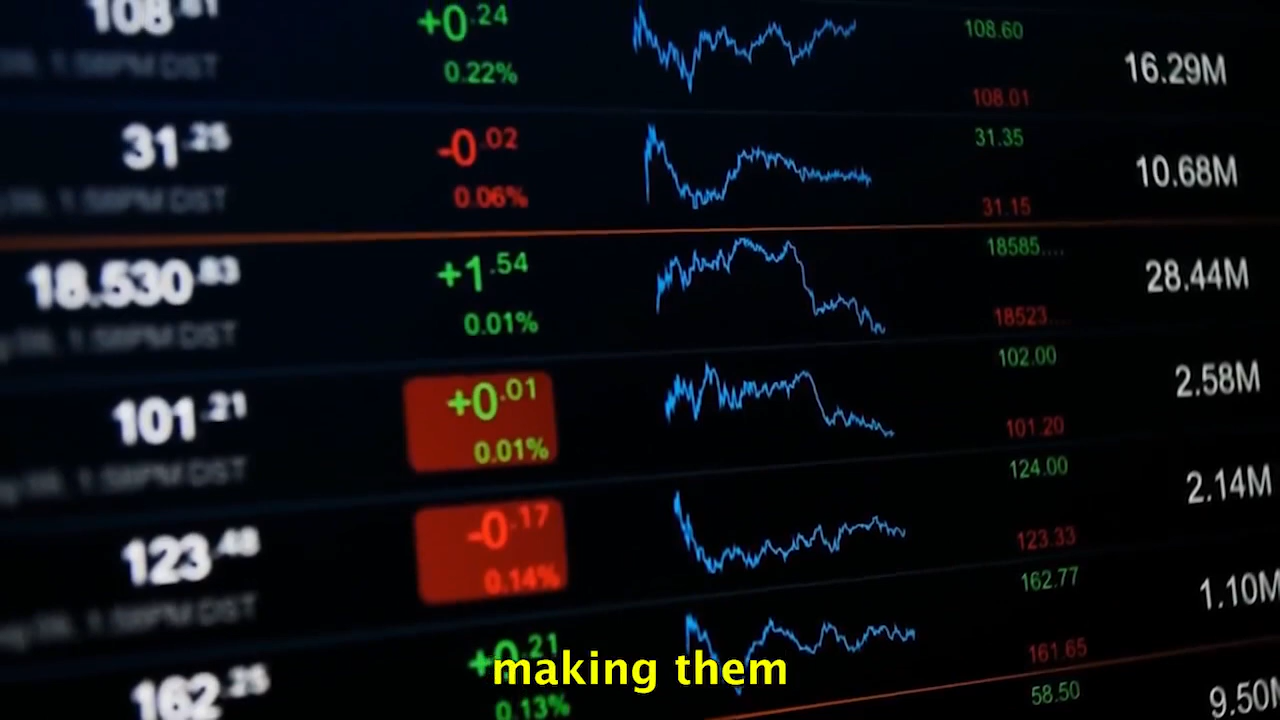 108.61 +0.24 108.60 16.29M
0.22% 108.01
31.25 -0.02 31.35 10.68M
0.06% 31.15
18.530.83 +1.54 18585.... 28.44M
0.01% 18523...
101.21 +0.01 102.00 2.58M
0.01% 101.20
123.48 -0.17 124.00 2.14M
0.14% 123.33
162.25 +0.21 162.77 1.10M
0.13% 161.65
58.50 9.50M
making them